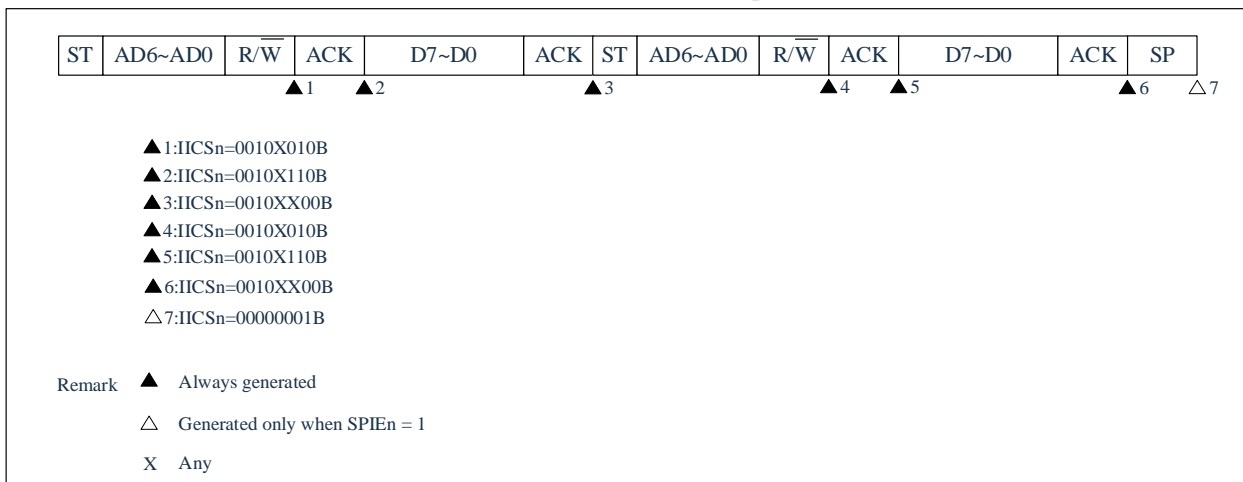 ST AD6~AD0 R/W̅ ACK D7~D0 ACK ST AD6~AD0 R/W̅ ACK D7~D0 ACK SP
▲1 ▲2 ▲3 ▲4 ▲5 ▲6 △7
▲1:IICSn=0010X010B
▲2:IICSn=0010X110B
▲3:IICSn=0010XX00B
▲4:IICSn=0010X010B
▲5:IICSn=0010X110B
▲6:IICSn=0010XX00B
△7:IICSn=00000001B
Remark ▲ Always generated
△ Generated only when SPIEn = 1
X Any